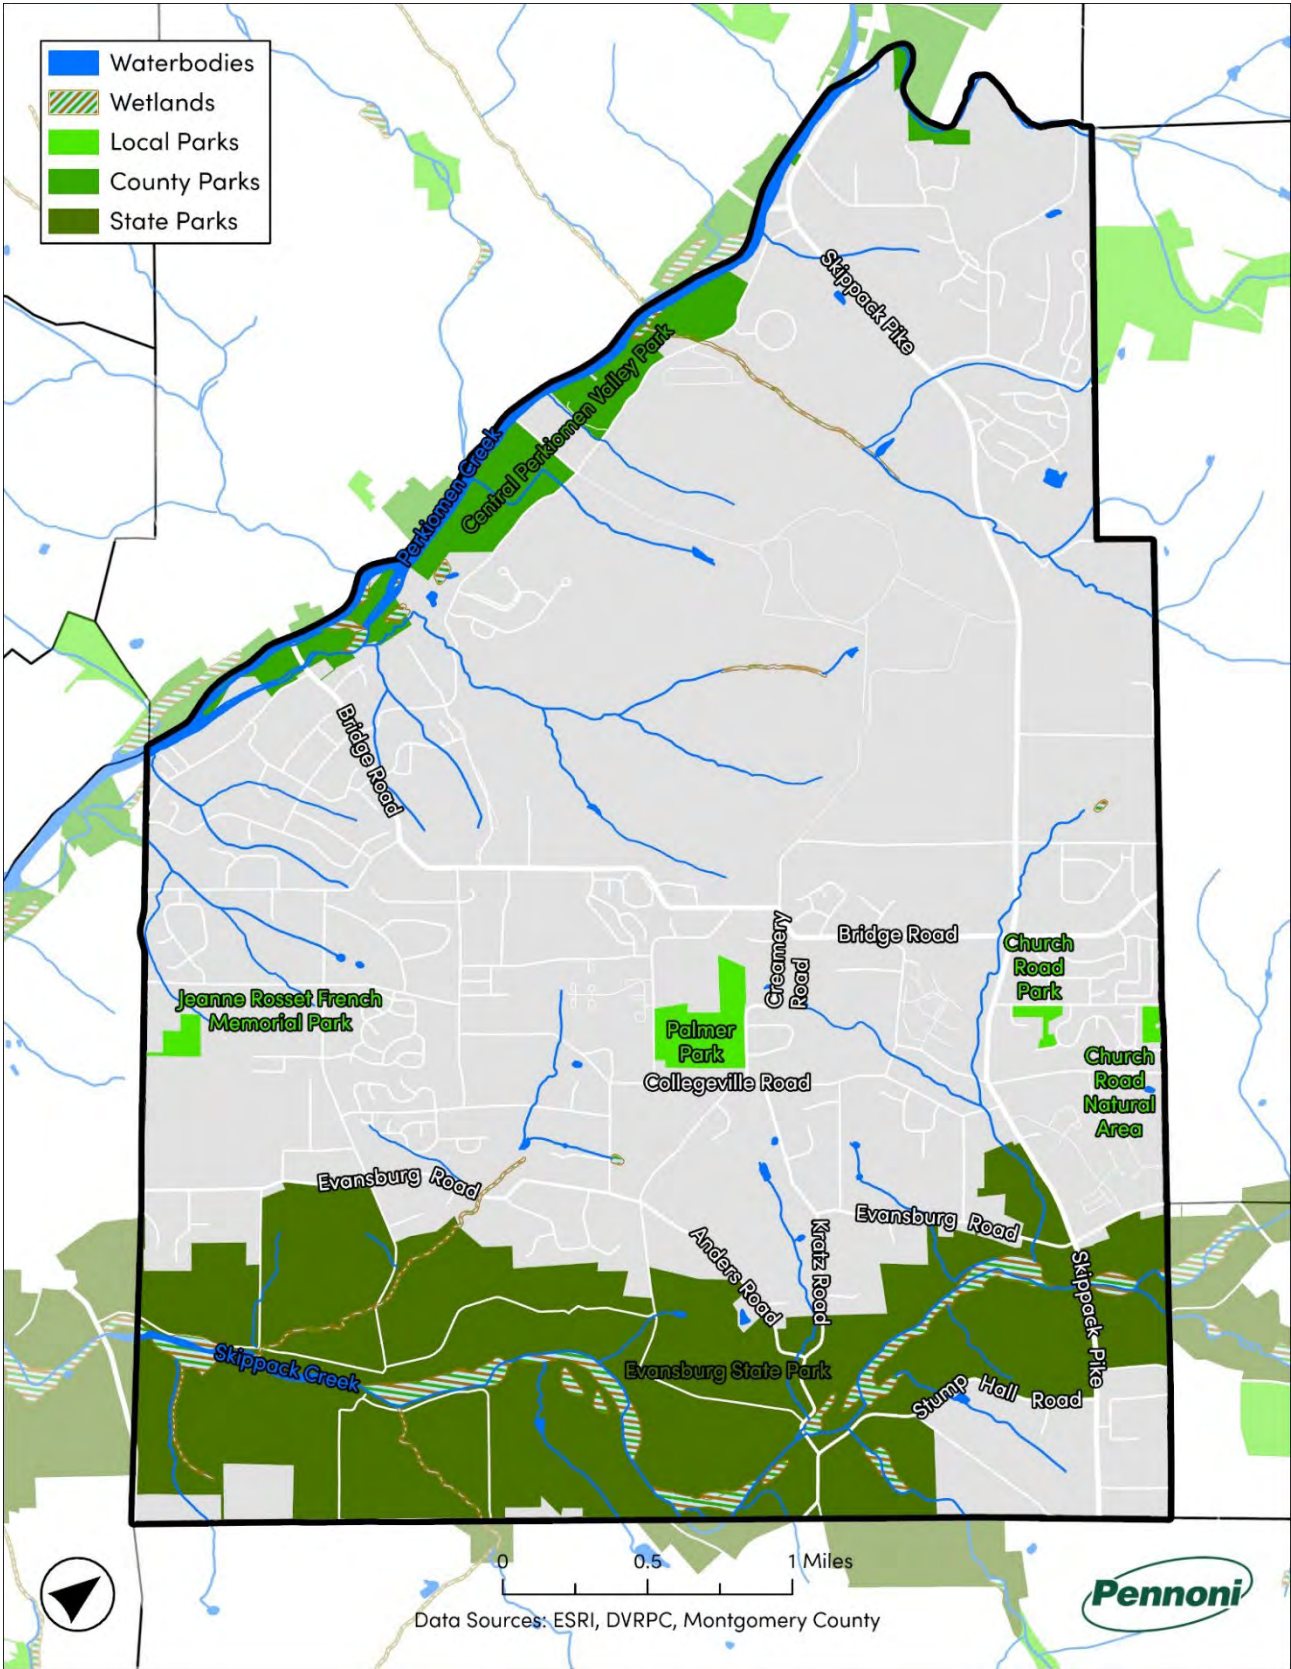 Waterbodies
Wetlands
Local Parks
County Parks
State Parks
Skippack Pike
Central Perkiomen Valley Park
Perkiomen Creek
Bridge Road
Bridge Road
Creamery
Road
Church
Road
Park
Jeanne Rosset French
Memorial Park
Palmer
Park
Collegeville Road
Church
Road
Natural
Area
Evansburg Road
Evansburg Road
Anders Road
Kratz Road
Skippack Pike
Skippack Creek
Evansburg State Park
Stump Hall Road
0 0.5 1 Miles
Data Sources: ESRI, DVRPC, Montgomery County
Pennoni